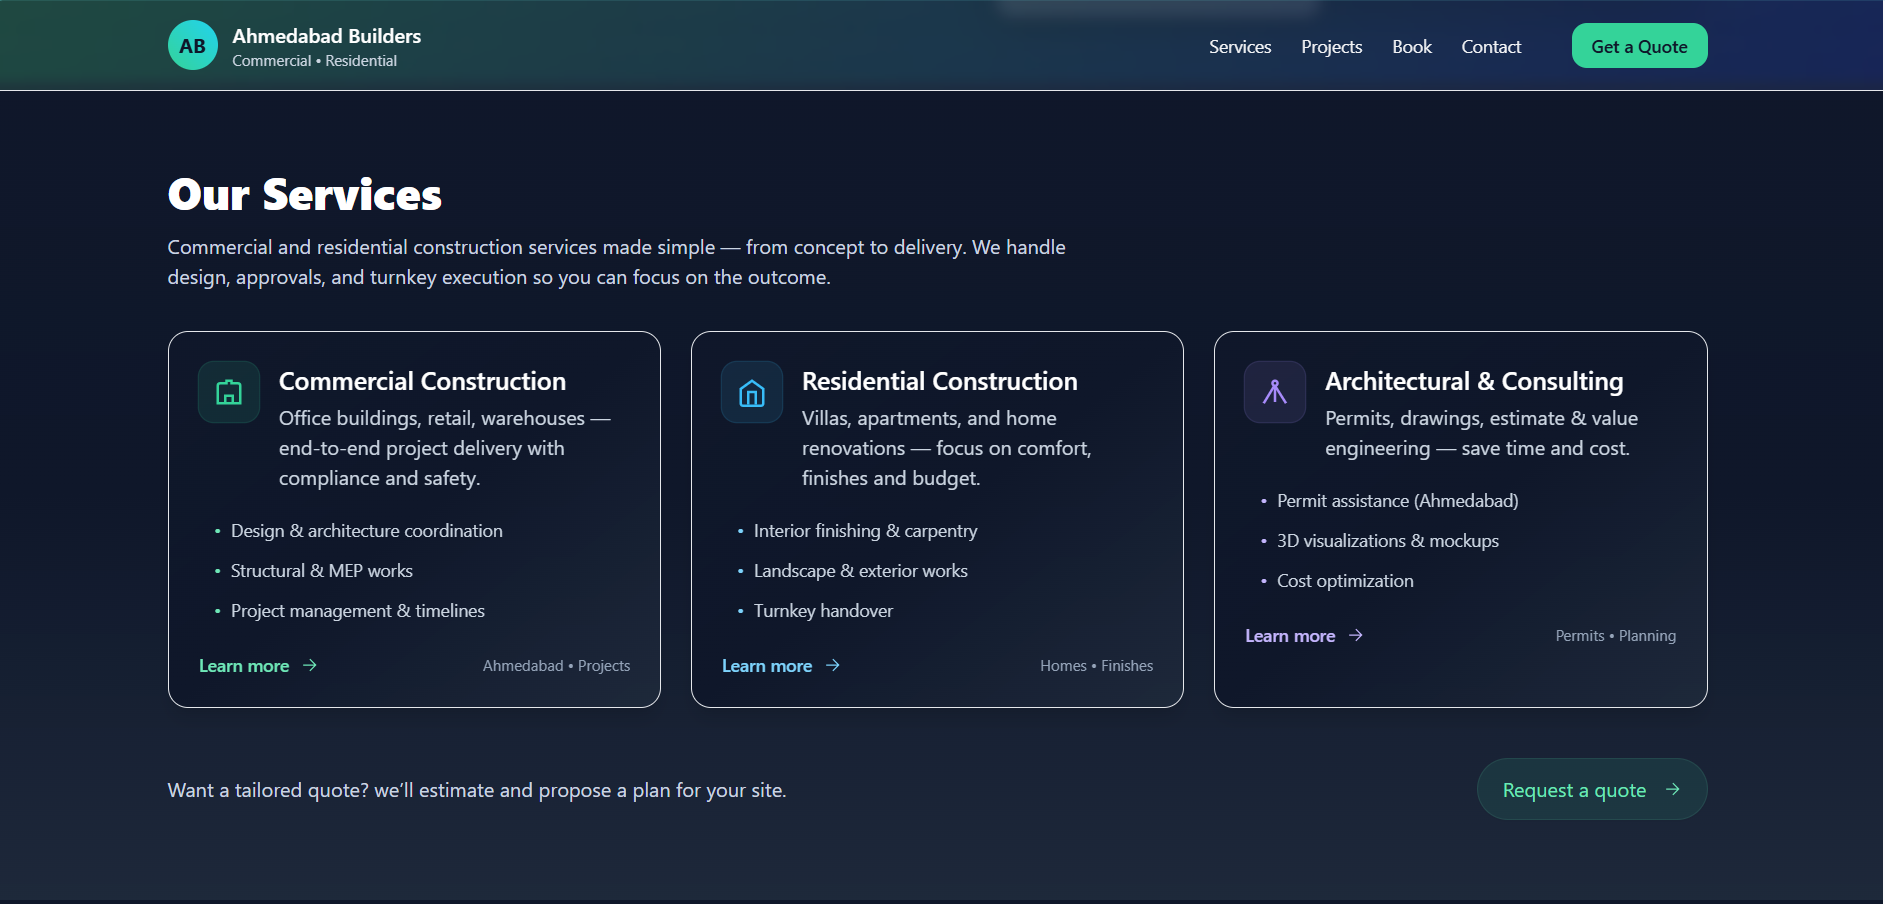 AB
Ahmedabad Builders
Commercial • Residential
Services
Projects
Book
Contact
Get a Quote
Our Services
Commercial and residential construction services made simple — from concept to delivery. We handle
design, approvals, and turnkey execution so you can focus on the outcome.
Commercial Construction
Office buildings, retail, warehouses —
end-to-end project delivery with
compliance and safety.
• Design & architecture coordination
• Structural & MEP works
• Project management & timelines
Learn more →
Ahmedabad • Projects
Residential Construction
Villas, apartments, and home
renovations — focus on comfort,
finishes and budget.
• Interior finishing & carpentry
• Landscape & exterior works
• Turnkey handover
Learn more →
Homes • Finishes
Architectural & Consulting
Permits, drawings, estimate & value
engineering — save time and cost.
• Permit assistance (Ahmedabad)
• 3D visualizations & mockups
• Cost optimization
Learn more →
Permits • Planning
Want a tailored quote? we’ll estimate and propose a plan for your site.
Request a quote →